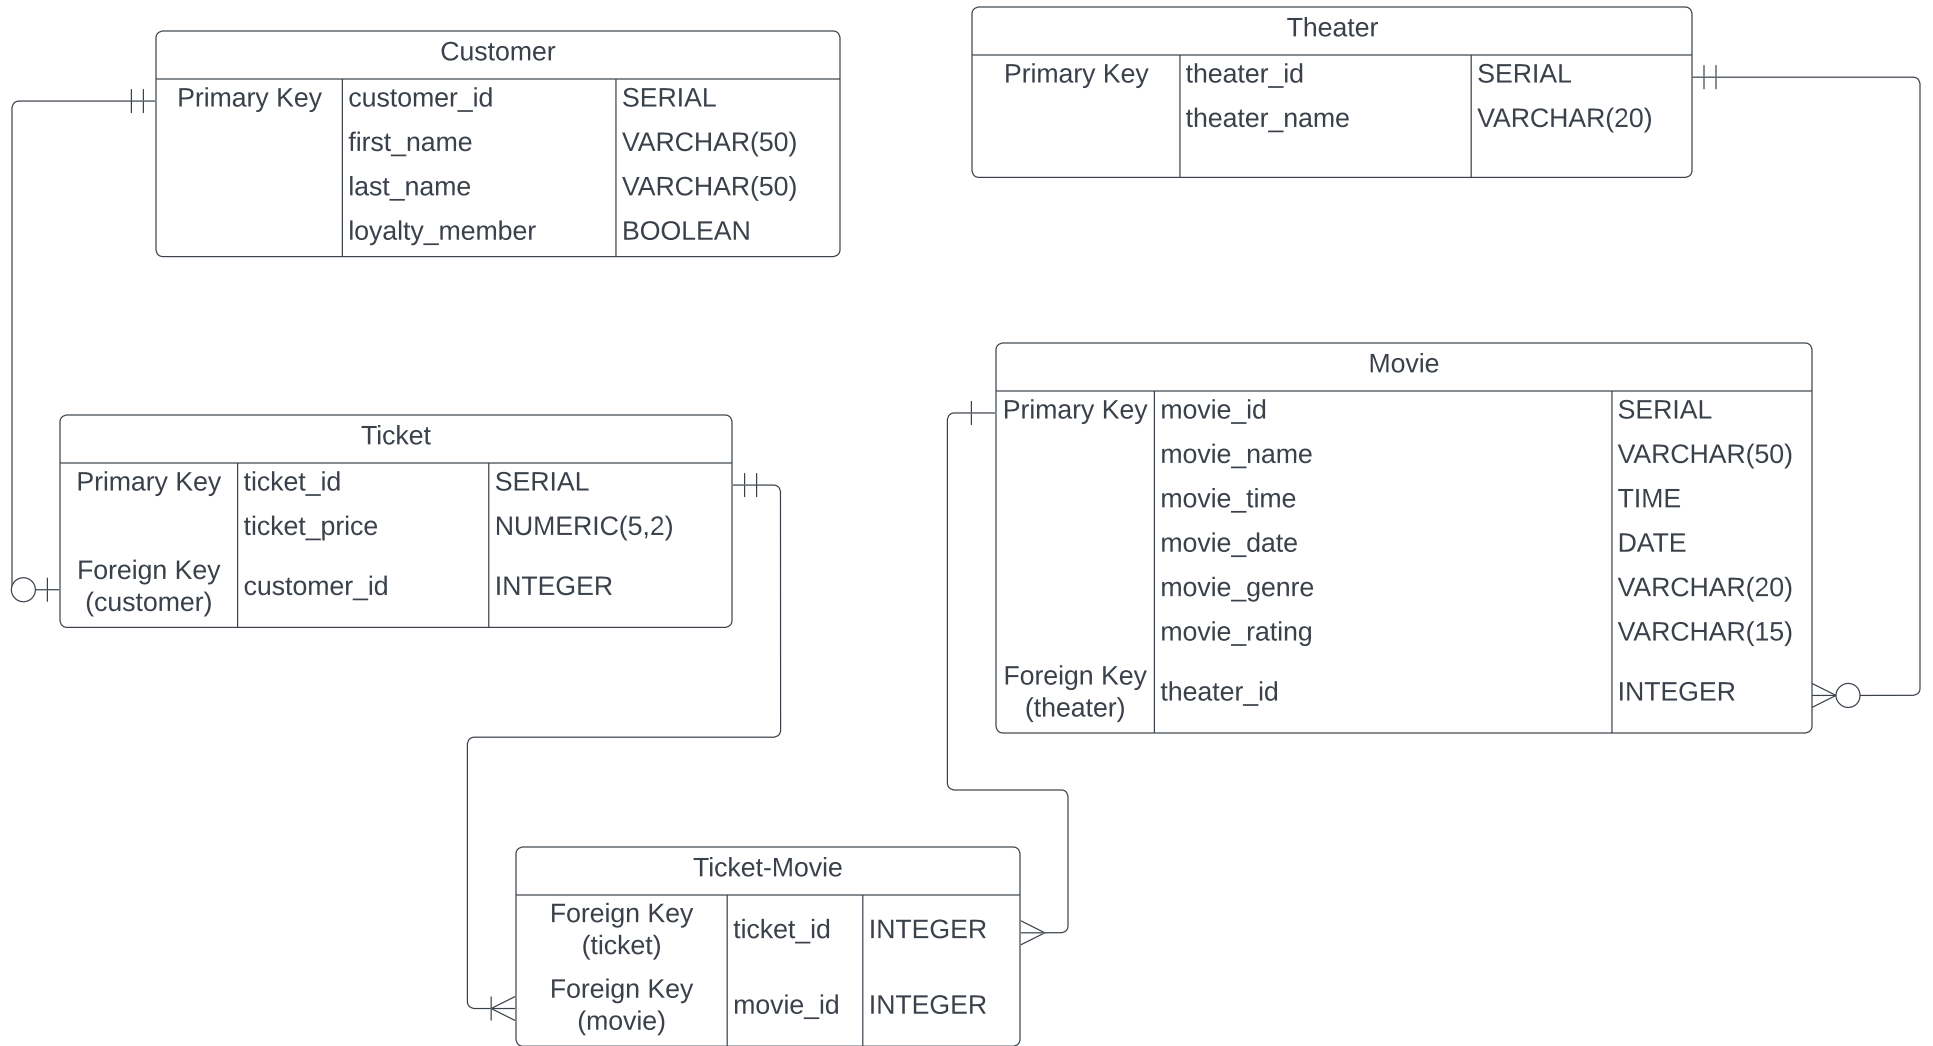 Customer
Primary Key customer_id SERIAL
first_name VARCHAR(50)
last_name VARCHAR(50)
loyalty_member BOOLEAN
Theater
Primary Key theater_id SERIAL
theater_name VARCHAR(20)
Ticket
Primary Key ticket_id SERIAL
ticket_price NUMERIC(5,2)
Foreign Key
(customer) customer_id INTEGER
Movie
Primary Key movie_id SERIAL
movie_name VARCHAR(50)
movie_time TIME
movie_date DATE
movie_genre VARCHAR(20)
movie_rating VARCHAR(15)
Foreign Key
(theater) theater_id INTEGER
Ticket-Movie
Foreign Key
(ticket) ticket_id INTEGER
Foreign Key
(movie) movie_id INTEGER